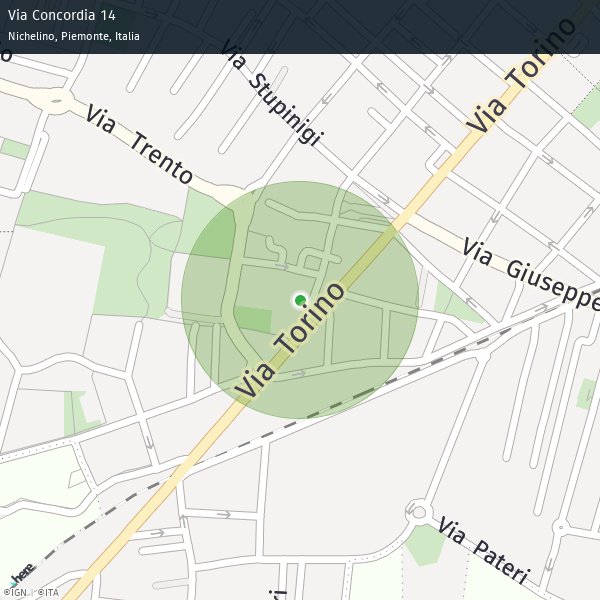 Via Concordia 14
Nichelino, Piemonte, Italia
Via Torino
Via Stupinigi
Via Trento
Via Giuseppe
Via Torino
Via Pateri
here
©IGN | ©ITA